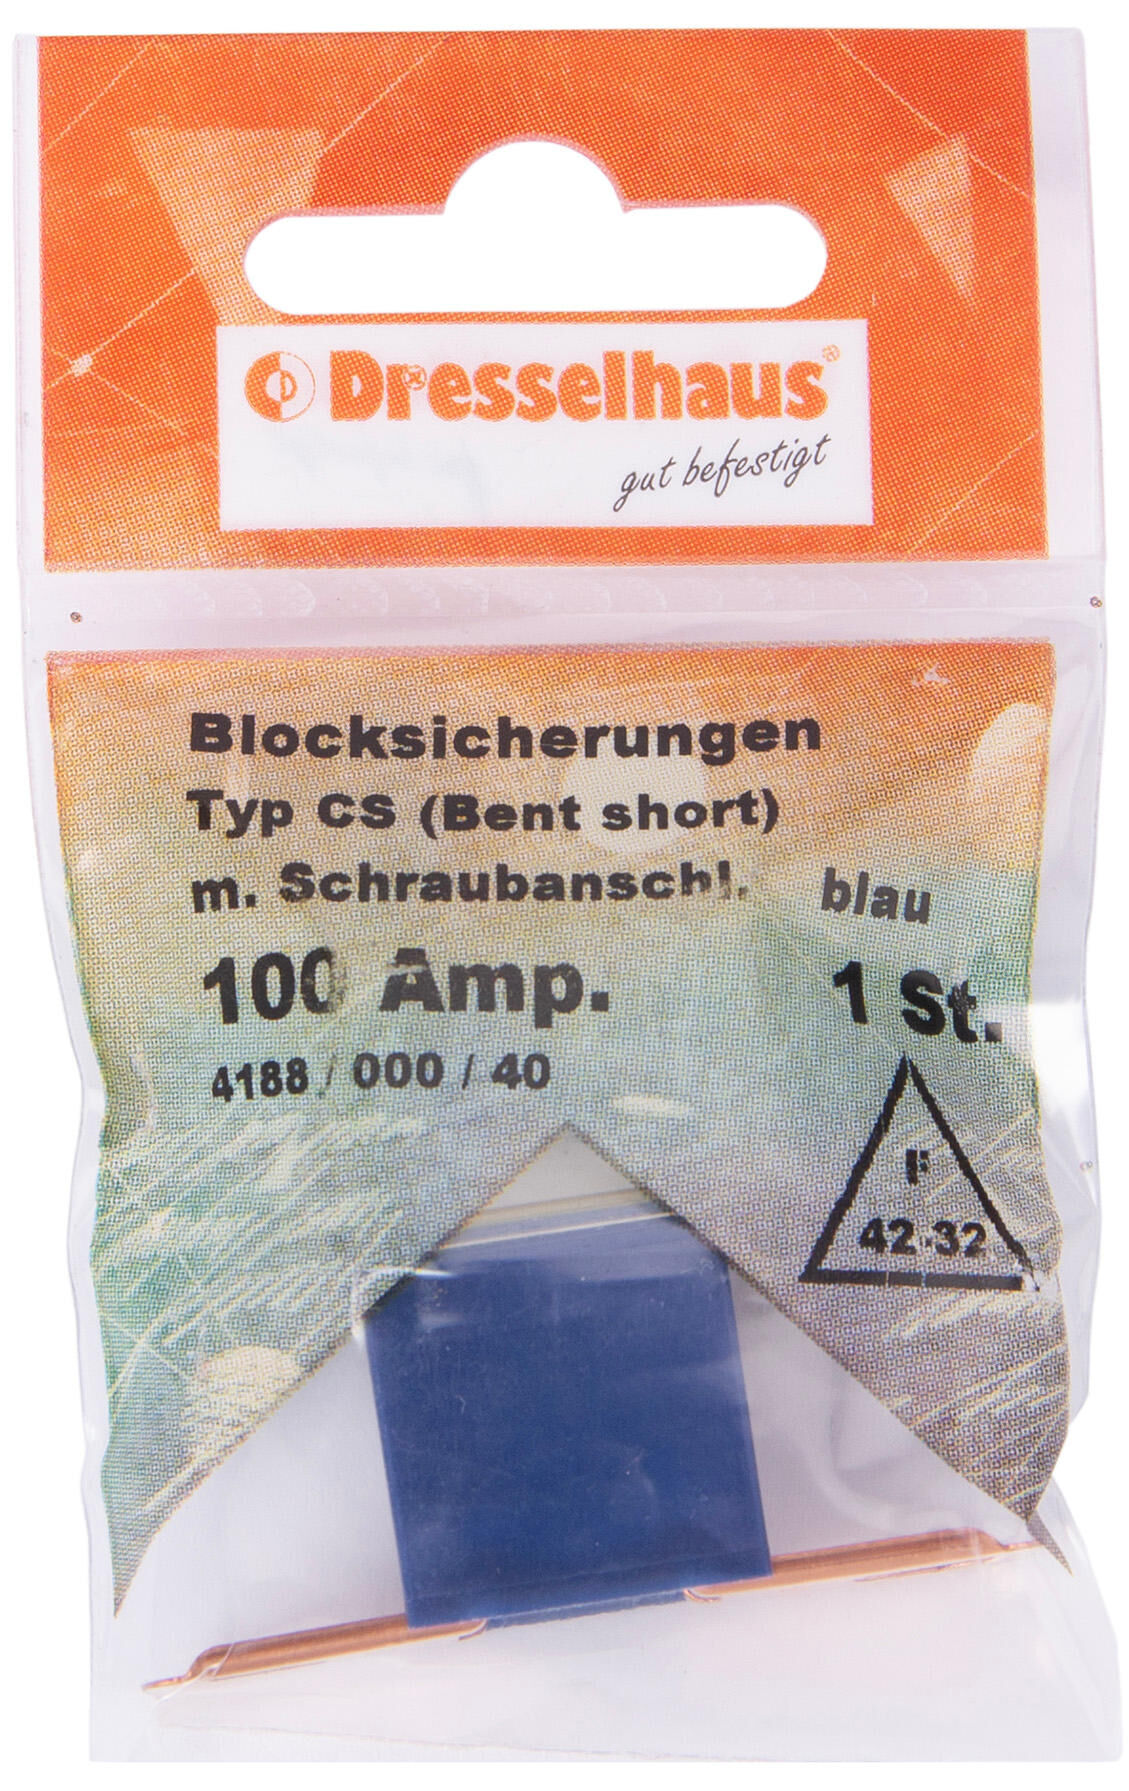 Dresselhaus®
gut befestigt
Blocksicherungen
Typ CS (Bent short)
m. Schraubanschl. blau
100 Amp. 1 St.
4188 / 000 / 40
F
42-32